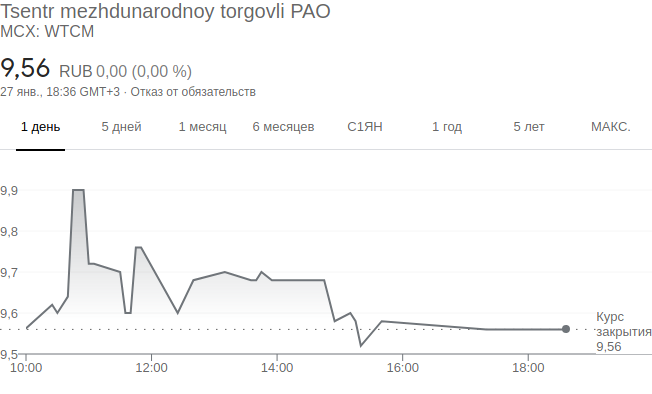 Tsentr mezhdunarodnoy torgovli PAO
MCX: WTCM
9,56 RUB 0,00 (0,00 %)
27 янв., 18:36 GMT+3 · Отказ от обязательств
1 день 5 дней 1 месяц 6 месяцев С1ЯН 1 год 5 лет МАКС.
9,9
9,8
9,7
9,6
Курс
закрытия
9,56
9,5
10:00 12:00 14:00 16:00 18:00